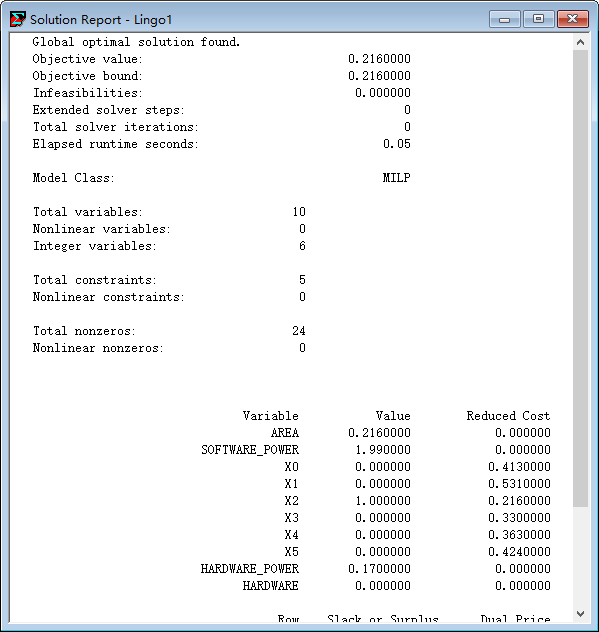 Solution Report - Lingo1
Global optimal solution found.
Objective value: 0.2160000
Objective bound: 0.2160000
Infeasibilities: 0.000000
Extended solver steps: 0
Total solver iterations: 0
Elapsed runtime seconds: 0.05
Model Class: MILP
Total variables: 10
Nonlinear variables: 0
Integer variables: 6
Total constraints: 5
Nonlinear constraints: 0
Total nonzeros: 24
Nonlinear nonzeros: 0
Variable Value Reduced Cost
AREA 0.2160000 0.000000
SOFTWARE_POWER 1.990000 0.000000
X0 0.000000 0.4130000
X1 0.000000 0.5310000
X2 1.000000 0.2160000
X3 0.000000 0.3300000
X4 0.000000 0.3630000
X5 0.000000 0.4240000
HARDWARE_POWER 0.1700000 0.000000
HARDWARE 0.000000 0.000000
Row Slack or Surplus Dual Price